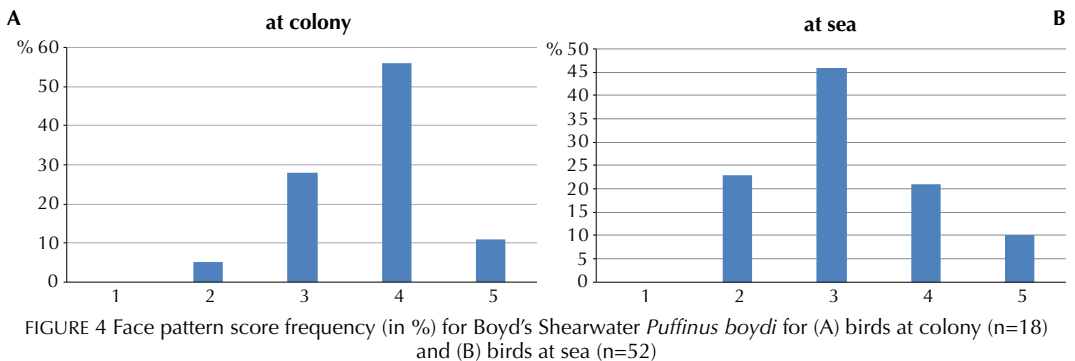 A
at colony
% 60
50
40
30
20
10
0
1 2 3 4 5
B
at sea
% 50
45
40
35
30
25
20
15
10
5
0
1 2 3 4 5
FIGURE 4 Face pattern score frequency (in %) for Boyd's Shearwater Puffinus boydi for (A) birds at colony (n=18)
and (B) birds at sea (n=52)